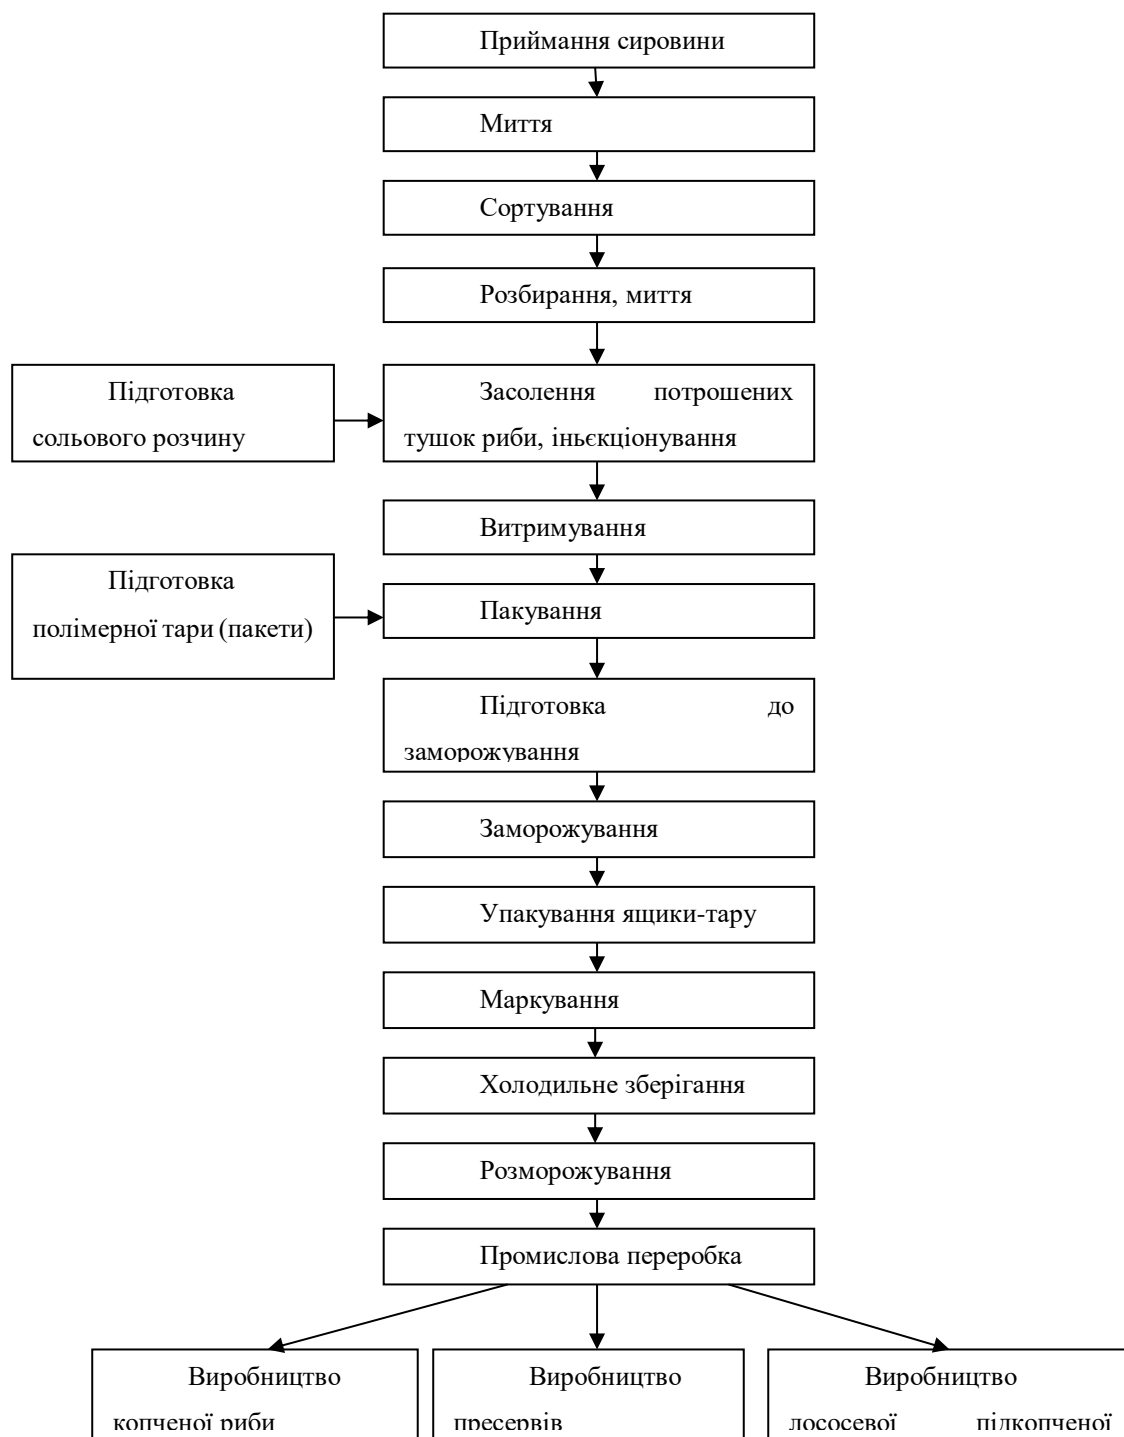 Приймання сировини
Миття
Сортування
Розбирання, миття
Підготовка
сольового розчину
Засолення потрошених
тушок риби, іньєкціонування
Витримування
Підготовка
полімерної тари (пакети)
Пакування
Підготовка до
заморожування
Заморожування
Упакування ящики-тару
Маркування
Холодильне зберігання
Розморожування
Промислова переробка
Виробництво
копченої риби
Виробництво
пресервів
Виробництво
лососевої підкопченої